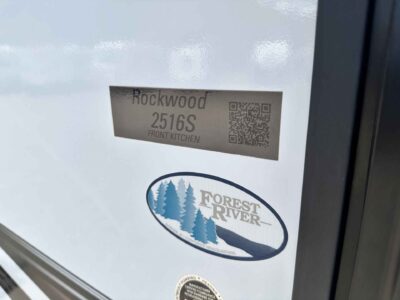 Rockwood
2516S
FRONT KITCHEN
FOREST
RIVER